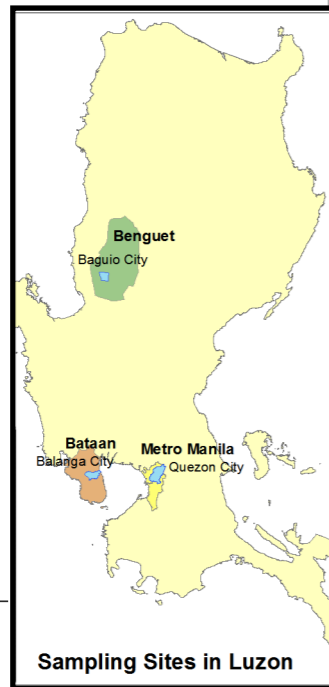 Benguet
Baguio City
Bataan
Balanga City
Metro Manila
Quezon City
Sampling Sites in Luzon